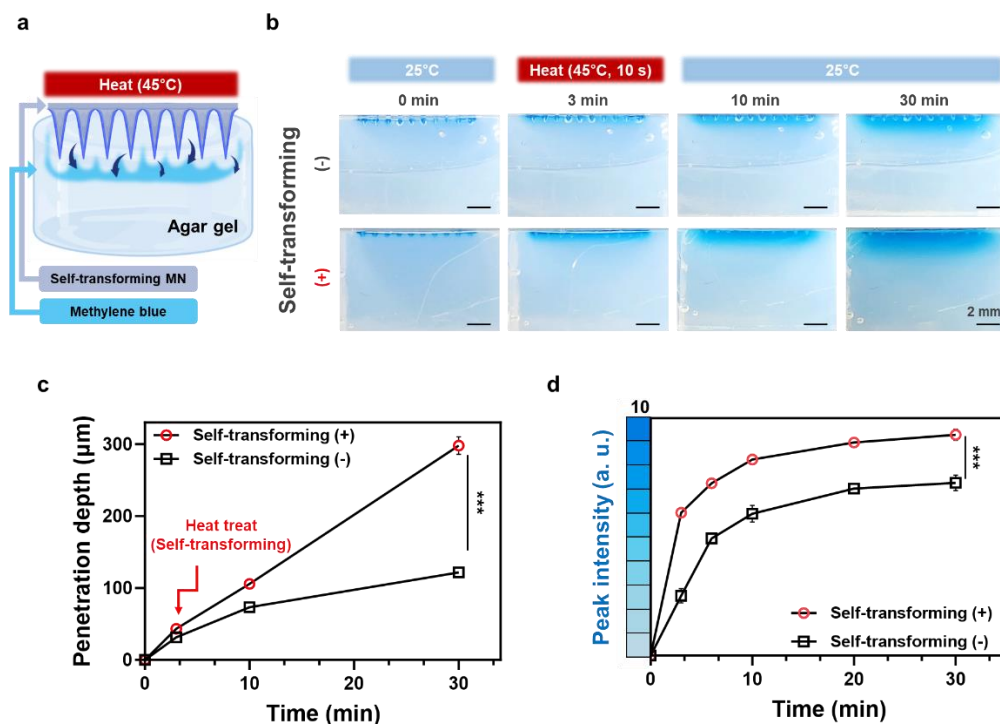 a
Heat (45°C)
Agar gel
Self-transforming MN
Methylene blue
b
25°C
Heat (45°C, 10 s)
25°C
0 min
3 min
10 min
30 min
Self-transforming
(-)
(+)
2 mm
c
Penetration depth (μm)
300
200
100
0
Self-transforming (+)
Self-transforming (-)
Heat treat
(Self-transforming)
***
0
10
20
30
Time (min)
d
10
Peak intensity (a. u.)
***
Self-transforming (+)
Self-transforming (-)
0
10
20
30
Time (min)